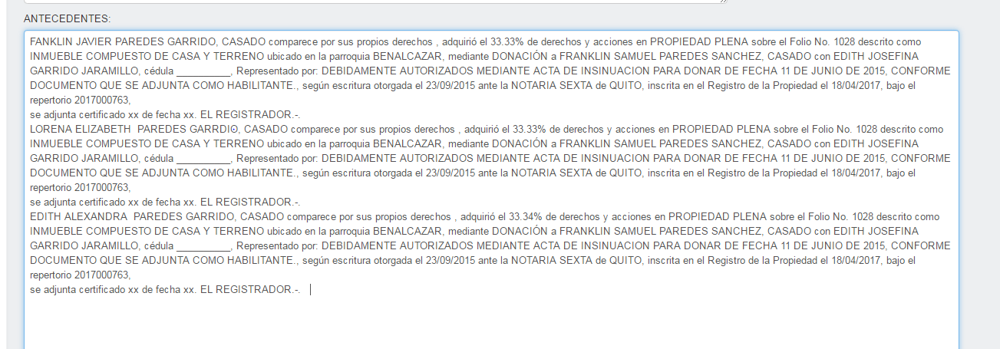 ANTECEDENTES:
FANKLIN JAVIER PAREDES GARRIDO, CASADO comparece por sus propios derechos , adquirió el 33.33% de derechos y acciones en PROPIEDAD PLENA sobre el Folio No. 1028 descrito como
INMUEBLE COMPUESTO DE CASA Y TERRENO ubicado en la parroquia BENALCAZAR, mediante DONACIÓN a FRANKLIN SAMUEL PAREDES SANCHEZ, CASADO con EDITH JOSEFINA
GARRIDO JARAMILLO, cédula __________, Representado por: DEBIDAMENTE AUTORIZADOS MEDIANTE ACTA DE INSINUACION PARA DONAR DE FECHA 11 DE JUNIO DE 2015, CONFORME
DOCUMENTO QUE SE ADJUNTA COMO HABILITANTE., según escritura otorgada el 23/09/2015 ante la NOTARIA SEXTA de QUITO, inscrita en el Registro de la Propiedad el 18/04/2017, bajo el
repertorio 2017000763,
se adjunta certificado xx de fecha xx. EL REGISTRADOR.-.
LORENA ELIZABETH  PAREDES GARRDIO, CASADO comparece por sus propios derechos , adquirió el 33.33% de derechos y acciones en PROPIEDAD PLENA sobre el Folio No. 1028 descrito como
INMUEBLE COMPUESTO DE CASA Y TERRENO ubicado en la parroquia BENALCAZAR, mediante DONACIÓN a FRANKLIN SAMUEL PAREDES SANCHEZ, CASADO con EDITH JOSEFINA
GARRIDO JARAMILLO, cédula __________, Representado por: DEBIDAMENTE AUTORIZADOS MEDIANTE ACTA DE INSINUACION PARA DONAR DE FECHA 11 DE JUNIO DE 2015, CONFORME
DOCUMENTO QUE SE ADJUNTA COMO HABILITANTE., según escritura otorgada el 23/09/2015 ante la NOTARIA SEXTA de QUITO, inscrita en el Registro de la Propiedad el 18/04/2017, bajo el
repertorio 2017000763,
se adjunta certificado xx de fecha xx. EL REGISTRADOR.-.
EDITH ALEXANDRA  PAREDES GARRIDO, CASADO comparece por sus propios derechos , adquirió el 33.34% de derechos y acciones en PROPIEDAD PLENA sobre el Folio No. 1028 descrito como
INMUEBLE COMPUESTO DE CASA Y TERRENO ubicado en la parroquia BENALCAZAR, mediante DONACIÓN a FRANKLIN SAMUEL PAREDES SANCHEZ, CASADO con EDITH JOSEFINA
GARRIDO JARAMILLO, cédula __________, Representado por: DEBIDAMENTE AUTORIZADOS MEDIANTE ACTA DE INSINUACION PARA DONAR DE FECHA 11 DE JUNIO DE 2015, CONFORME
DOCUMENTO QUE SE ADJUNTA COMO HABILITANTE., según escritura otorgada el 23/09/2015 ante la NOTARIA SEXTA de QUITO, inscrita en el Registro de la Propiedad el 18/04/2017, bajo el
repertorio 2017000763,
se adjunta certificado xx de fecha xx. EL REGISTRADOR.-.